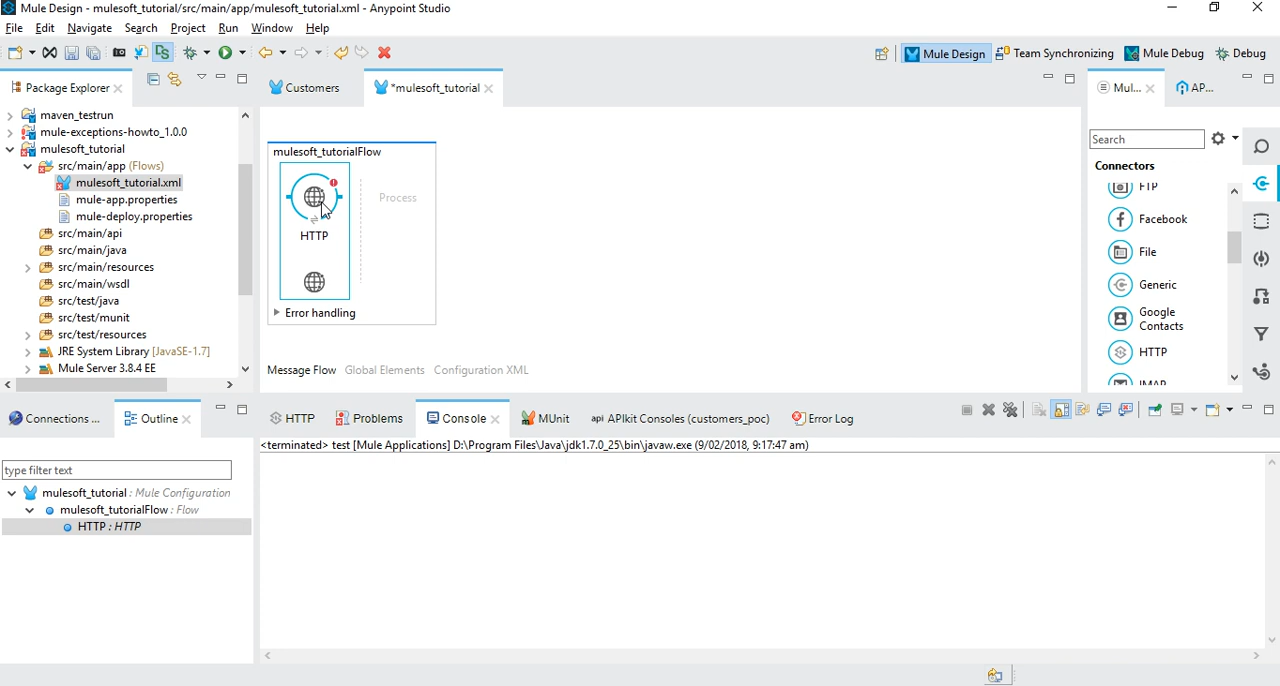 Mule Design - mulesoft_tutorial/src/main/app/mulesoft_tutorial.xml - Anypoint Studio
File Edit Navigate Search Project Run Window Help
Mule Design Team Synchronizing Mule Debug Debug
Package Explorer
maven_testrun
mule-exceptions-howto_1.0.0
mulesoft_tutorial
src/main/app (Flows)
mulesoft_tutorial.xml
mule-app.properties
mule-deploy.properties
src/main/api
src/main/java
src/main/resources
src/main/wsdl
src/test/java
src/test/munit
src/test/resources
JRE System Library [JavaSE-1.7]
Mule Server 3.8.4 EE
Customers *mulesoft_tutorial
mulesoft_tutorialFlow
Process
HTTP
Error handling
Message Flow Global Elements Configuration XML
Mul... AP...
Search
Connectors
FTP
Facebook
File
Generic
Google
Contacts
HTTP
IMAP
Connections ... Outline
type filter text
mulesoft_tutorial : Mule Configuration
mulesoft_tutorialFlow : Flow
HTTP : HTTP
HTTP Problems Console MUnit api APIkit Consoles (customers_poc) Error Log
<terminated> test [Mule Applications] D:\Program Files\Java\jdk1.7.0_25\bin\javaw.exe (9/02/2018, 9:17:47 am)